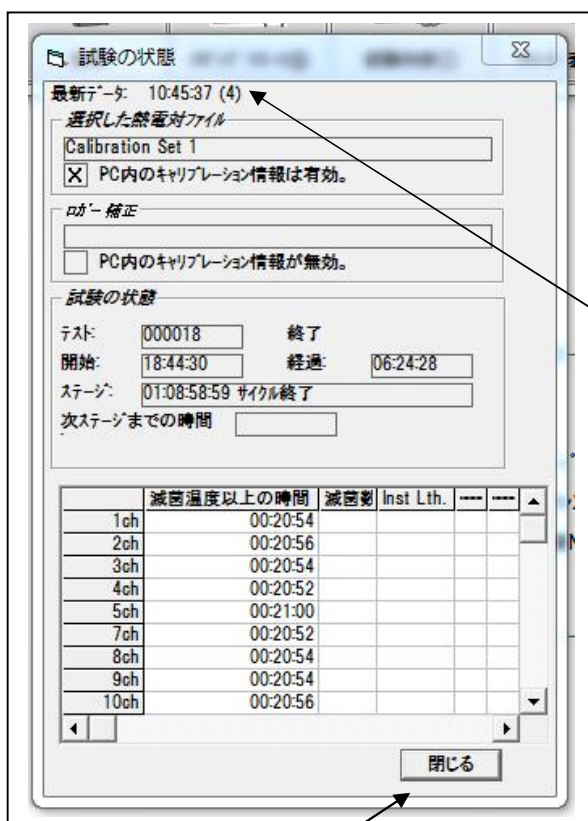 試験の状態
最新ﾃﾞｰﾀ: 10:45:37 (4)
選択した熱電対ファイル
Calibration Set 1
X PC内のｷｬﾘﾌﾞﾚｰｼｮﾝ情報は有効。
ﾛｶﾞｰ補正
PC内のｷｬﾘﾌﾞﾚｰｼｮﾝ情報が無効。
試験の状態
ﾃｽﾄ: 000018 終了
開始: 18:44:30 経過: 06:24:28
ｽﾃｰｼﾞ: 01:08:58:59 ｻｲｸﾙ終了
次ｽﾃｰｼﾞまでの時間
滅菌温度以上の時間 滅菌数 Inst Lth. ---- ----
1ch 00:20:54
2ch 00:20:56
3ch 00:20:54
4ch 00:20:52
5ch 00:21:00
7ch 00:20:52
8ch 00:20:54
9ch 00:20:54
10ch 00:20:56
閉じる